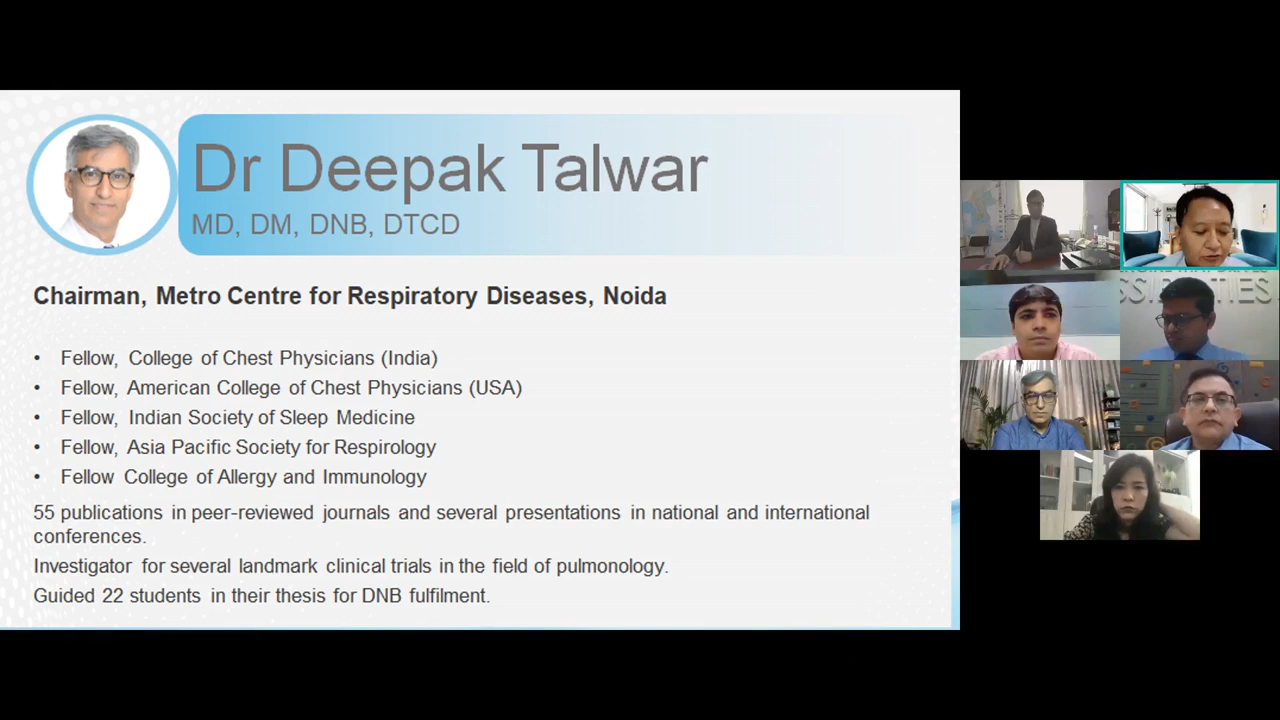 Dr Deepak Talwar
MD, DM, DNB, DTCD
Chairman, Metro Centre for Respiratory Diseases, Noida
• Fellow, College of Chest Physicians (India)
• Fellow, American College of Chest Physicians (USA)
• Fellow, Indian Society of Sleep Medicine
• Fellow, Asia Pacific Society for Respirology
• Fellow College of Allergy and Immunology
55 publications in peer-reviewed journals and several presentations in national and international
conferences.
Investigator for several landmark clinical trials in the field of pulmonology.
Guided 22 students in their thesis for DNB fulfilment.